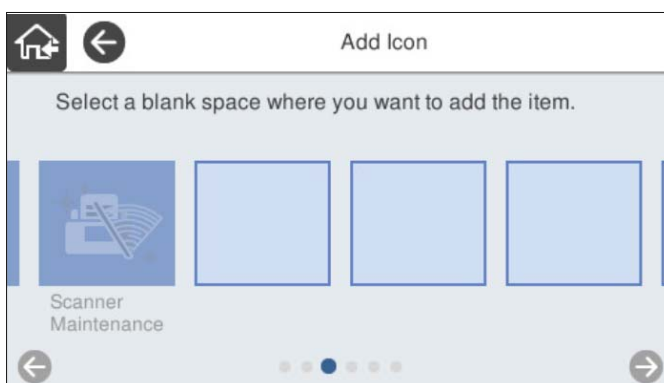 Add Icon
Select a blank space where you want to add the item.
Scanner
Maintenance